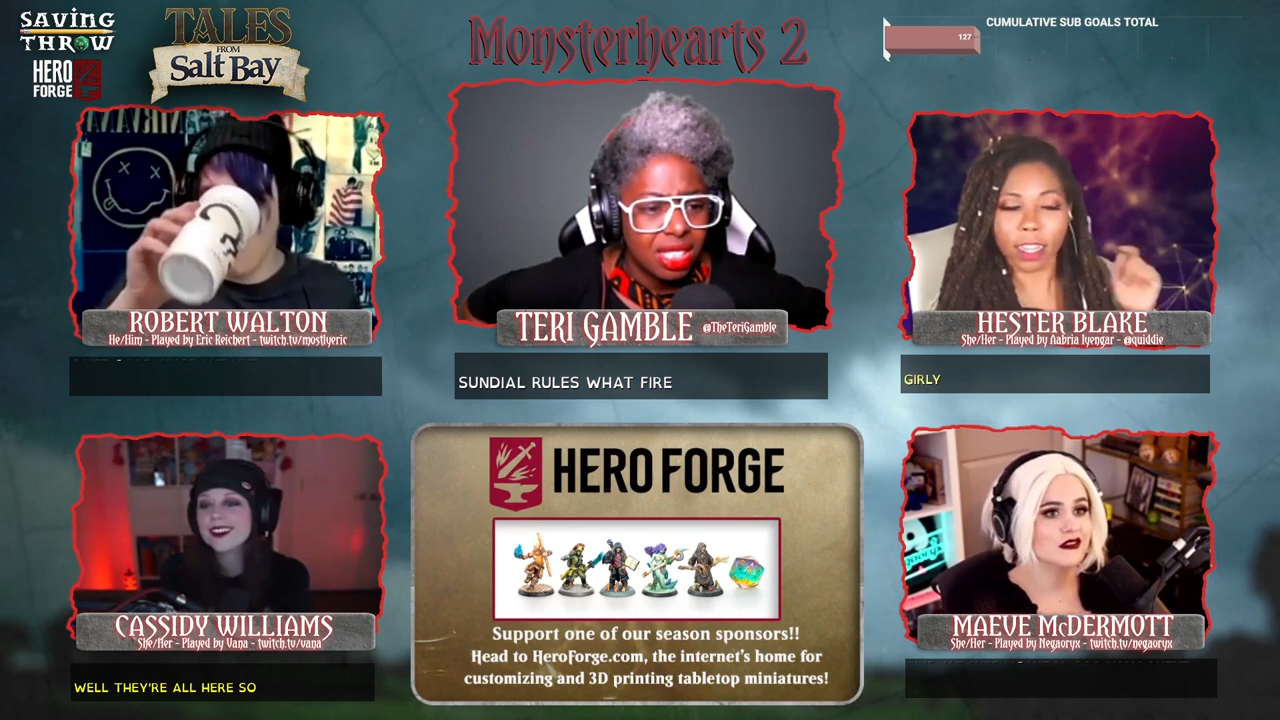 SAVING
THROW
HERO
FORGE
TALES
FROM
Salt Bay
Monsterhearts 2
CUMULATIVE SUB GOALS TOTAL
127
NIRVANA
ROBERT WALTON
He/Him - Played by Eric Reichert - twitch.tv/mostlyeric
TERI GAMBLE @TheTeriGamble
HESTER BLAKE
She/Her - Played by Aabria Iyengar - @quiddie
SUNDIAL RULES WHAT FIRE
GIRLY
CASSIDY WILLIAMS
She/Her - Played by Vana - twitch.tv/vana
WELL THEY'RE ALL HERE SO
HERO FORGE
Support one of our season sponsors!!
Head to HeroForge.com, the internet's home for
customizing and 3D printing tabletop miniatures!
MAEVE McDERMOTT
She/Her - Played by Negaoryx - twitch.tv/negaoryx